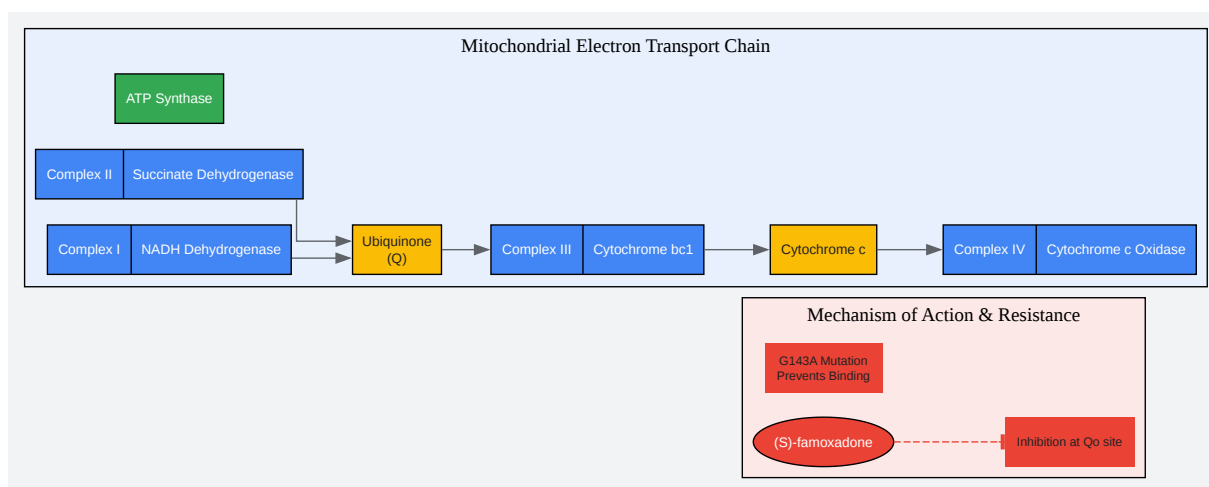 Mitochondrial Electron Transport Chain
ATP Synthase
Complex II Succinate Dehydrogenase
Complex I NADH Dehydrogenase
Ubiquinone
(Q)
Complex III Cytochrome bc1
Cytochrome c
Complex IV Cytochrome c Oxidase
Mechanism of Action & Resistance
G143A Mutation
Prevents Binding
(S)-famoxadone
Inhibition at Qo site